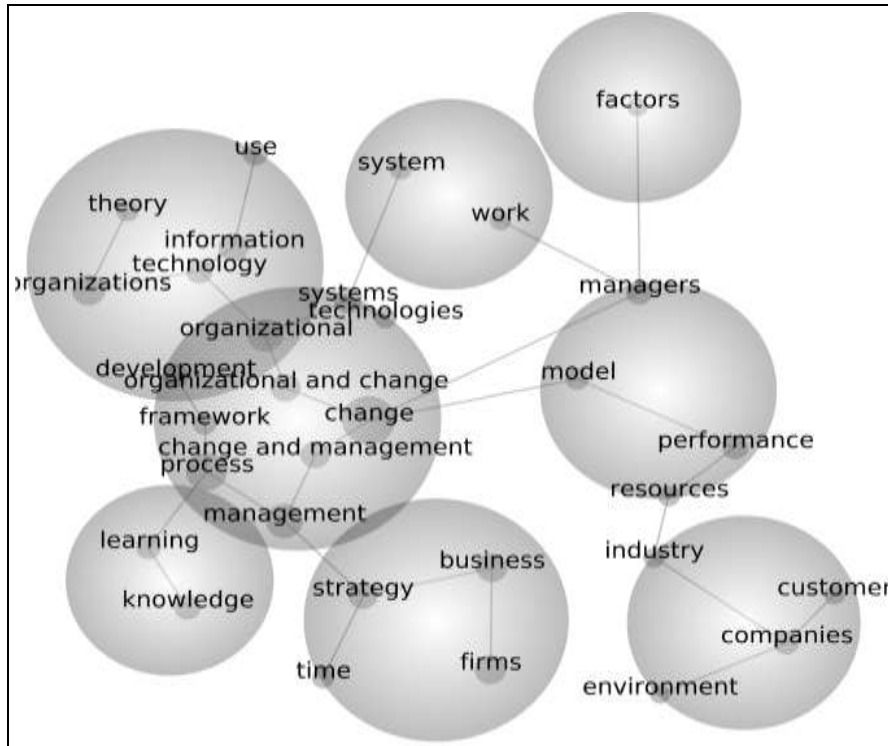 factors
use
system
theory
work
information
technology
organizations
managers
systems
technologies
organizational
development
organizational and change
model
change
framework
change and management
performance
process
resources
management
learning
industry
business
strategy
customer
knowledge
companies
firms
time
environment